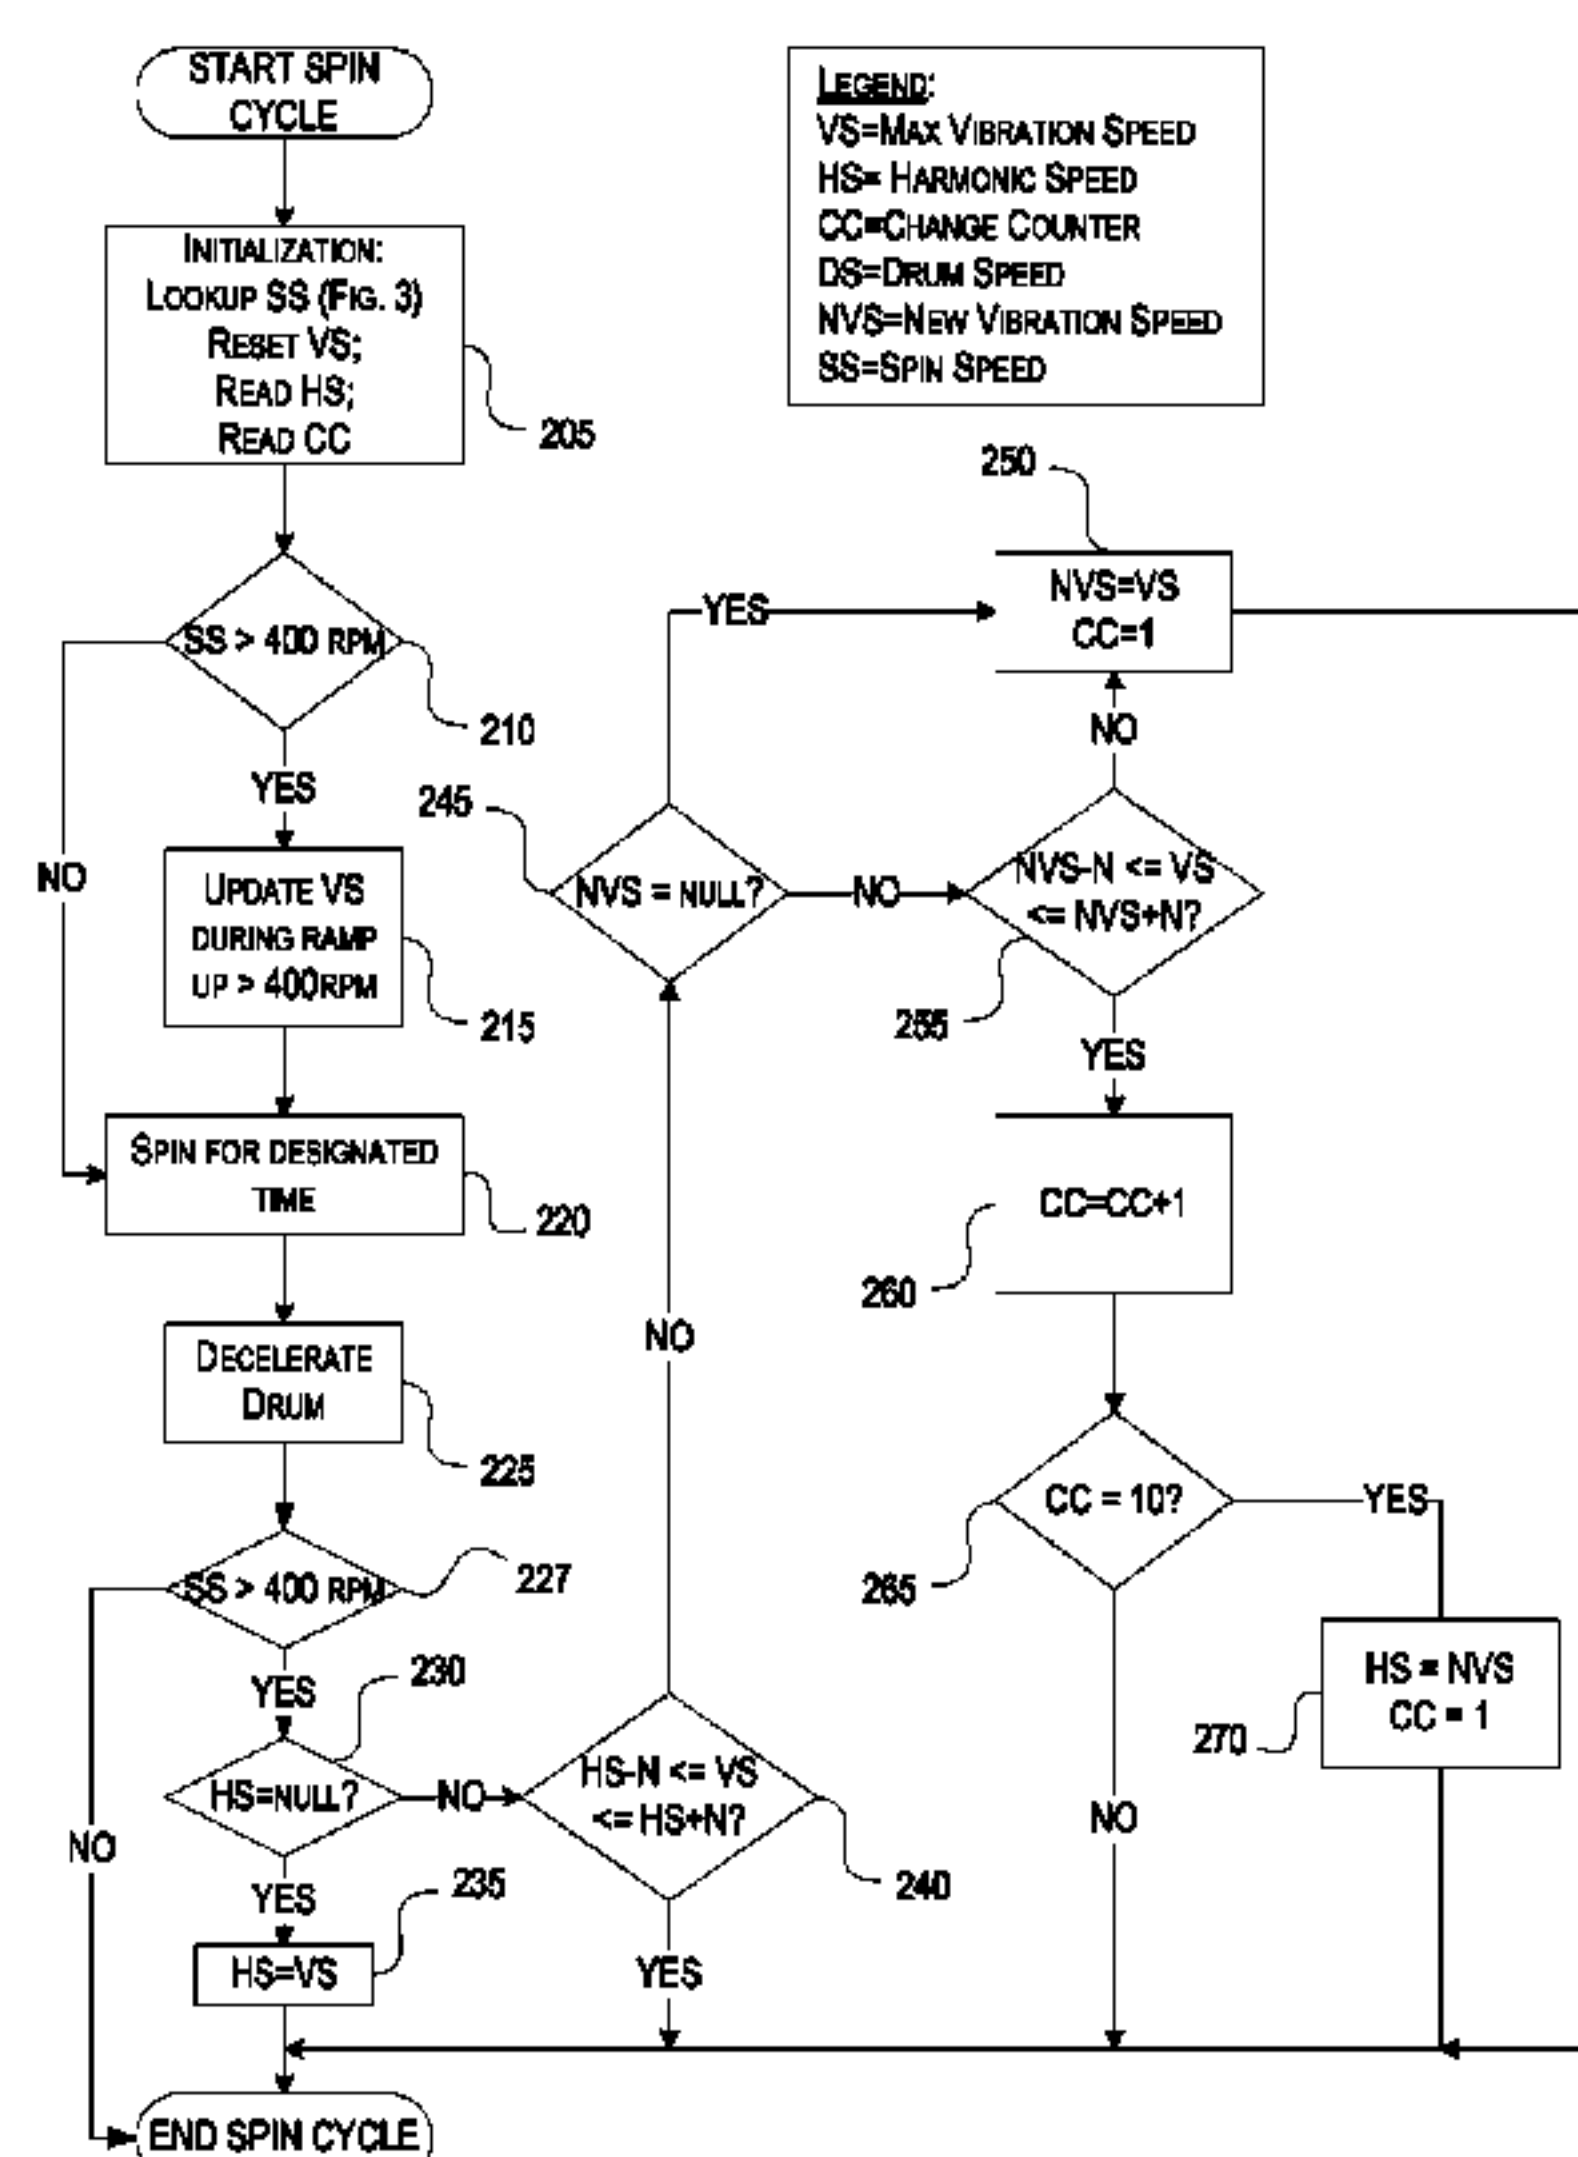 START SPIN
CYCLE
INITIALIZATION:
LOOKUP SS (FIG. 3)
RESET VS;
READ HS;
READ CC
205
LEGEND:
VS=MAX VIBRATION SPEED
HS= HARMONIC SPEED
CC=CHANGE COUNTER
DS=DRUM SPEED
NVS=NEW VIBRATION SPEED
SS=SPIN SPEED
SS > 400 RPM
210
NO
YES
UPDATE VS
DURING RAMP
UP > 400RPM
215
SPIN FOR DESIGNATED
TIME
220
DECELERATE
DRUM
225
SS > 400 RPM
227
NO
YES
HS=NULL?
230
NO
YES
HS=VS
235
HS-N <= VS
<= HS+N?
240
YES
NO
NVS = NULL?
245
YES
NO
250
NVS=VS
CC=1
NO
NVS-N <= VS
<= NVS+N?
255
YES
CC=CC+1
260
CC = 10?
265
YES
NO
HS = NVS
CC = 1
270
END SPIN CYCLE